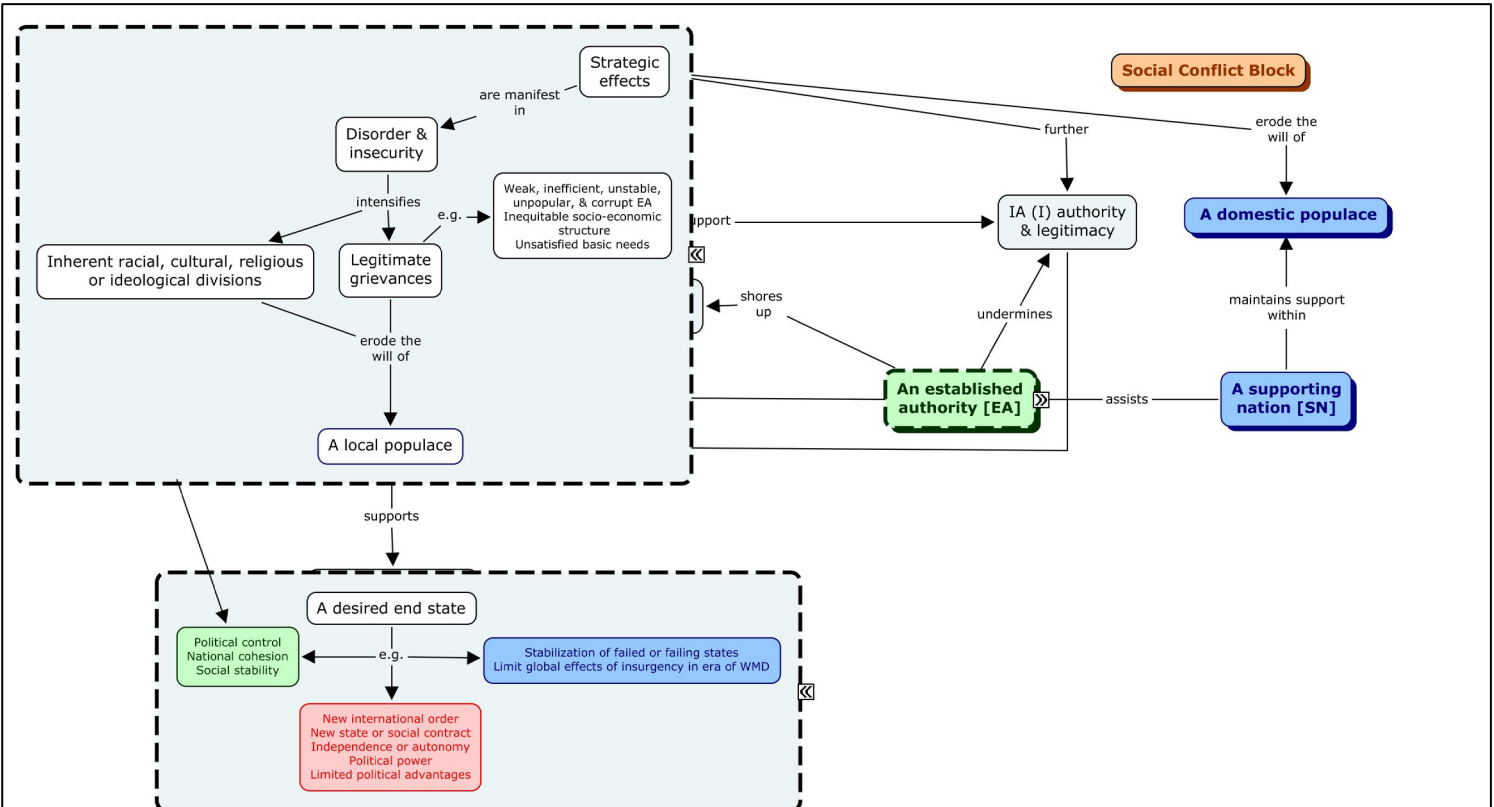 Social Conflict Block
Strategic
effects
are manifest
in
Disorder &
insecurity
intensifies
e.g.
Weak, inefficient, unstable,
unpopular, & corrupt EA
Inequitable socio-economic
structure
Unsatisfied basic needs
Inherent racial, cultural, religious
or ideological divisions
Legitimate
grievances
erode the
will of
A local populace
further
erode the
will of
IA (I) authority
& legitimacy
A domestic populace
shores
up
undermines
maintains support
within
An established
authority [EA]
assists
A supporting
nation [SN]
supports
A desired end state
e.g.
Political control
National cohesion
Social stability
Stabilization of failed or failing states
Limit global effects of insurgency in era of WMD
New international order
New state or social contract
Independence or autonomy
Political power
Limited political advantages